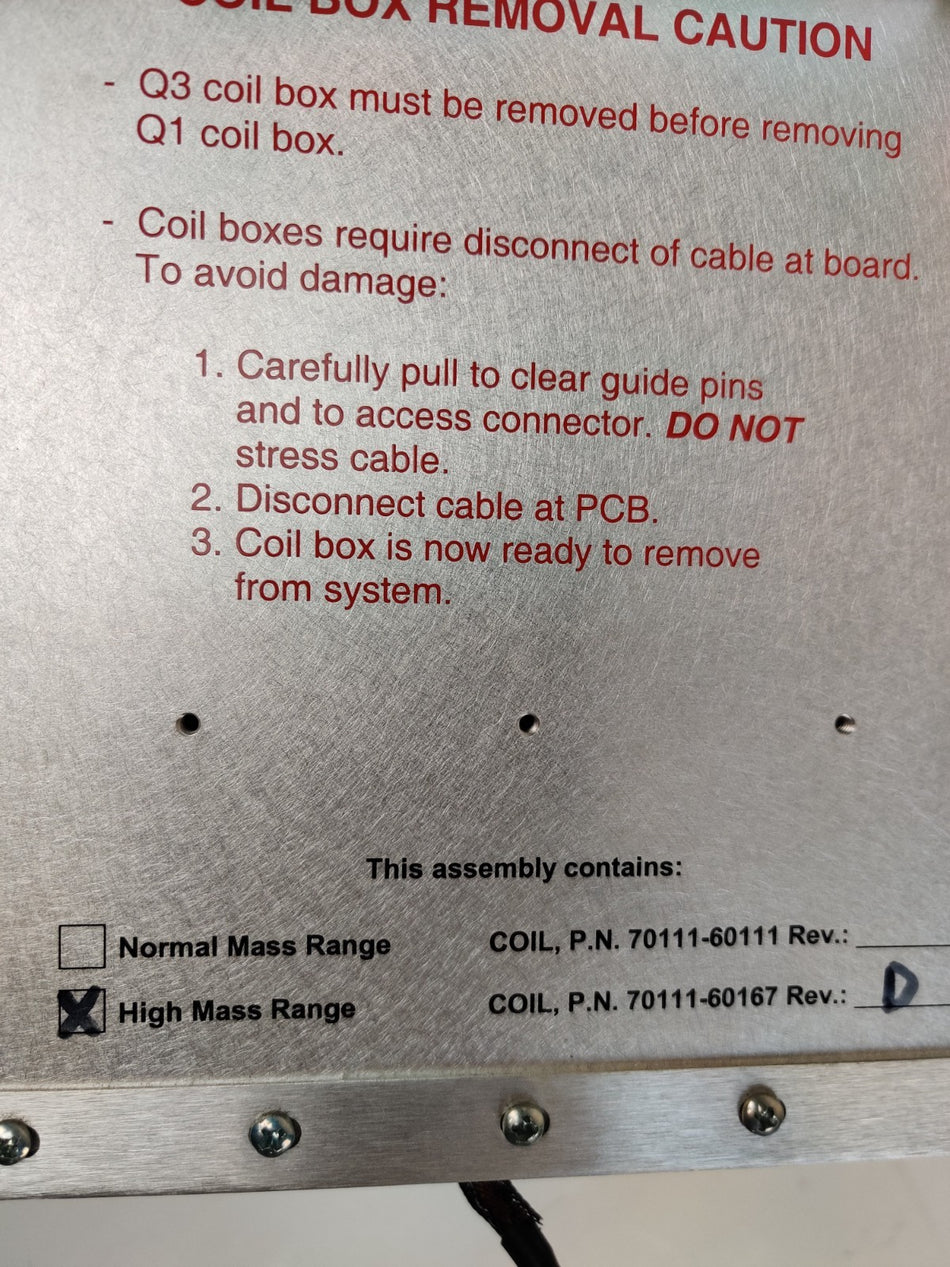 COIL BOX REMOVAL CAUTION
- Q3 coil box must be removed before removing
Q1 coil box.
- Coil boxes require disconnect of cable at board.
To avoid damage:
1. Carefully pull to clear guide pins
and to access connector. DO NOT
stress cable.
2. Disconnect cable at PCB.
3. Coil box is now ready to remove
from system.
This assembly contains:
Normal Mass Range COIL, P.N. 70111-60111 Rev.:
X High Mass Range COIL, P.N. 70111-60167 Rev.: D